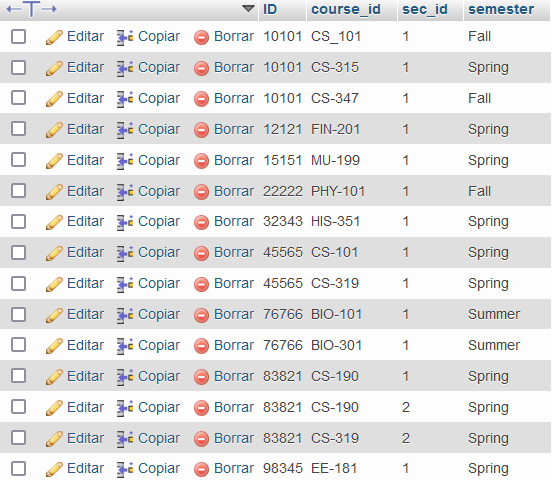 ID course_id sec_id semester
Editar Copiar Borrar 10101 CS_101 1 Fall
Editar Copiar Borrar 10101 CS-315 1 Spring
Editar Copiar Borrar 10101 CS-347 1 Fall
Editar Copiar Borrar 12121 FIN-201 1 Spring
Editar Copiar Borrar 15151 MU-199 1 Spring
Editar Copiar Borrar 22222 PHY-101 1 Fall
Editar Copiar Borrar 32343 HIS-351 1 Spring
Editar Copiar Borrar 45565 CS-101 1 Spring
Editar Copiar Borrar 45565 CS-319 1 Spring
Editar Copiar Borrar 76766 BIO-101 1 Summer
Editar Copiar Borrar 76766 BIO-301 1 Summer
Editar Copiar Borrar 83821 CS-190 1 Spring
Editar Copiar Borrar 83821 CS-190 2 Spring
Editar Copiar Borrar 83821 CS-319 2 Spring
Editar Copiar Borrar 98345 EE-181 1 Spring